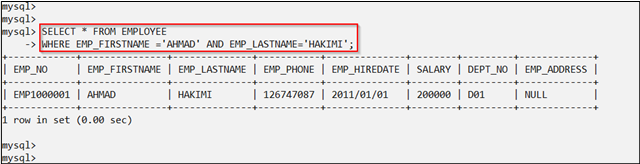 mysql>
mysql>
mysql> SELECT * FROM EMPLOYEE
-> WHERE EMP_FIRSTNAME ='AHMAD' AND EMP_LASTNAME='HAKIMI';
+------------+---------------+--------------+-----------+--------------+--------+---------+-------------+
| EMP_NO | EMP_FIRSTNAME | EMP_LASTNAME | EMP_PHONE | EMP_HIREDATE | SALARY | DEPT_NO | EMP_ADDRESS |
+------------+---------------+--------------+-----------+--------------+--------+---------+-------------+
| EMP1000001 | AHMAD | HAKIMI | 126747087 | 2011/01/01 | 200000 | D01 | NULL |
+------------+---------------+--------------+-----------+--------------+--------+---------+-------------+
1 row in set (0.00 sec)
mysql>
mysql>